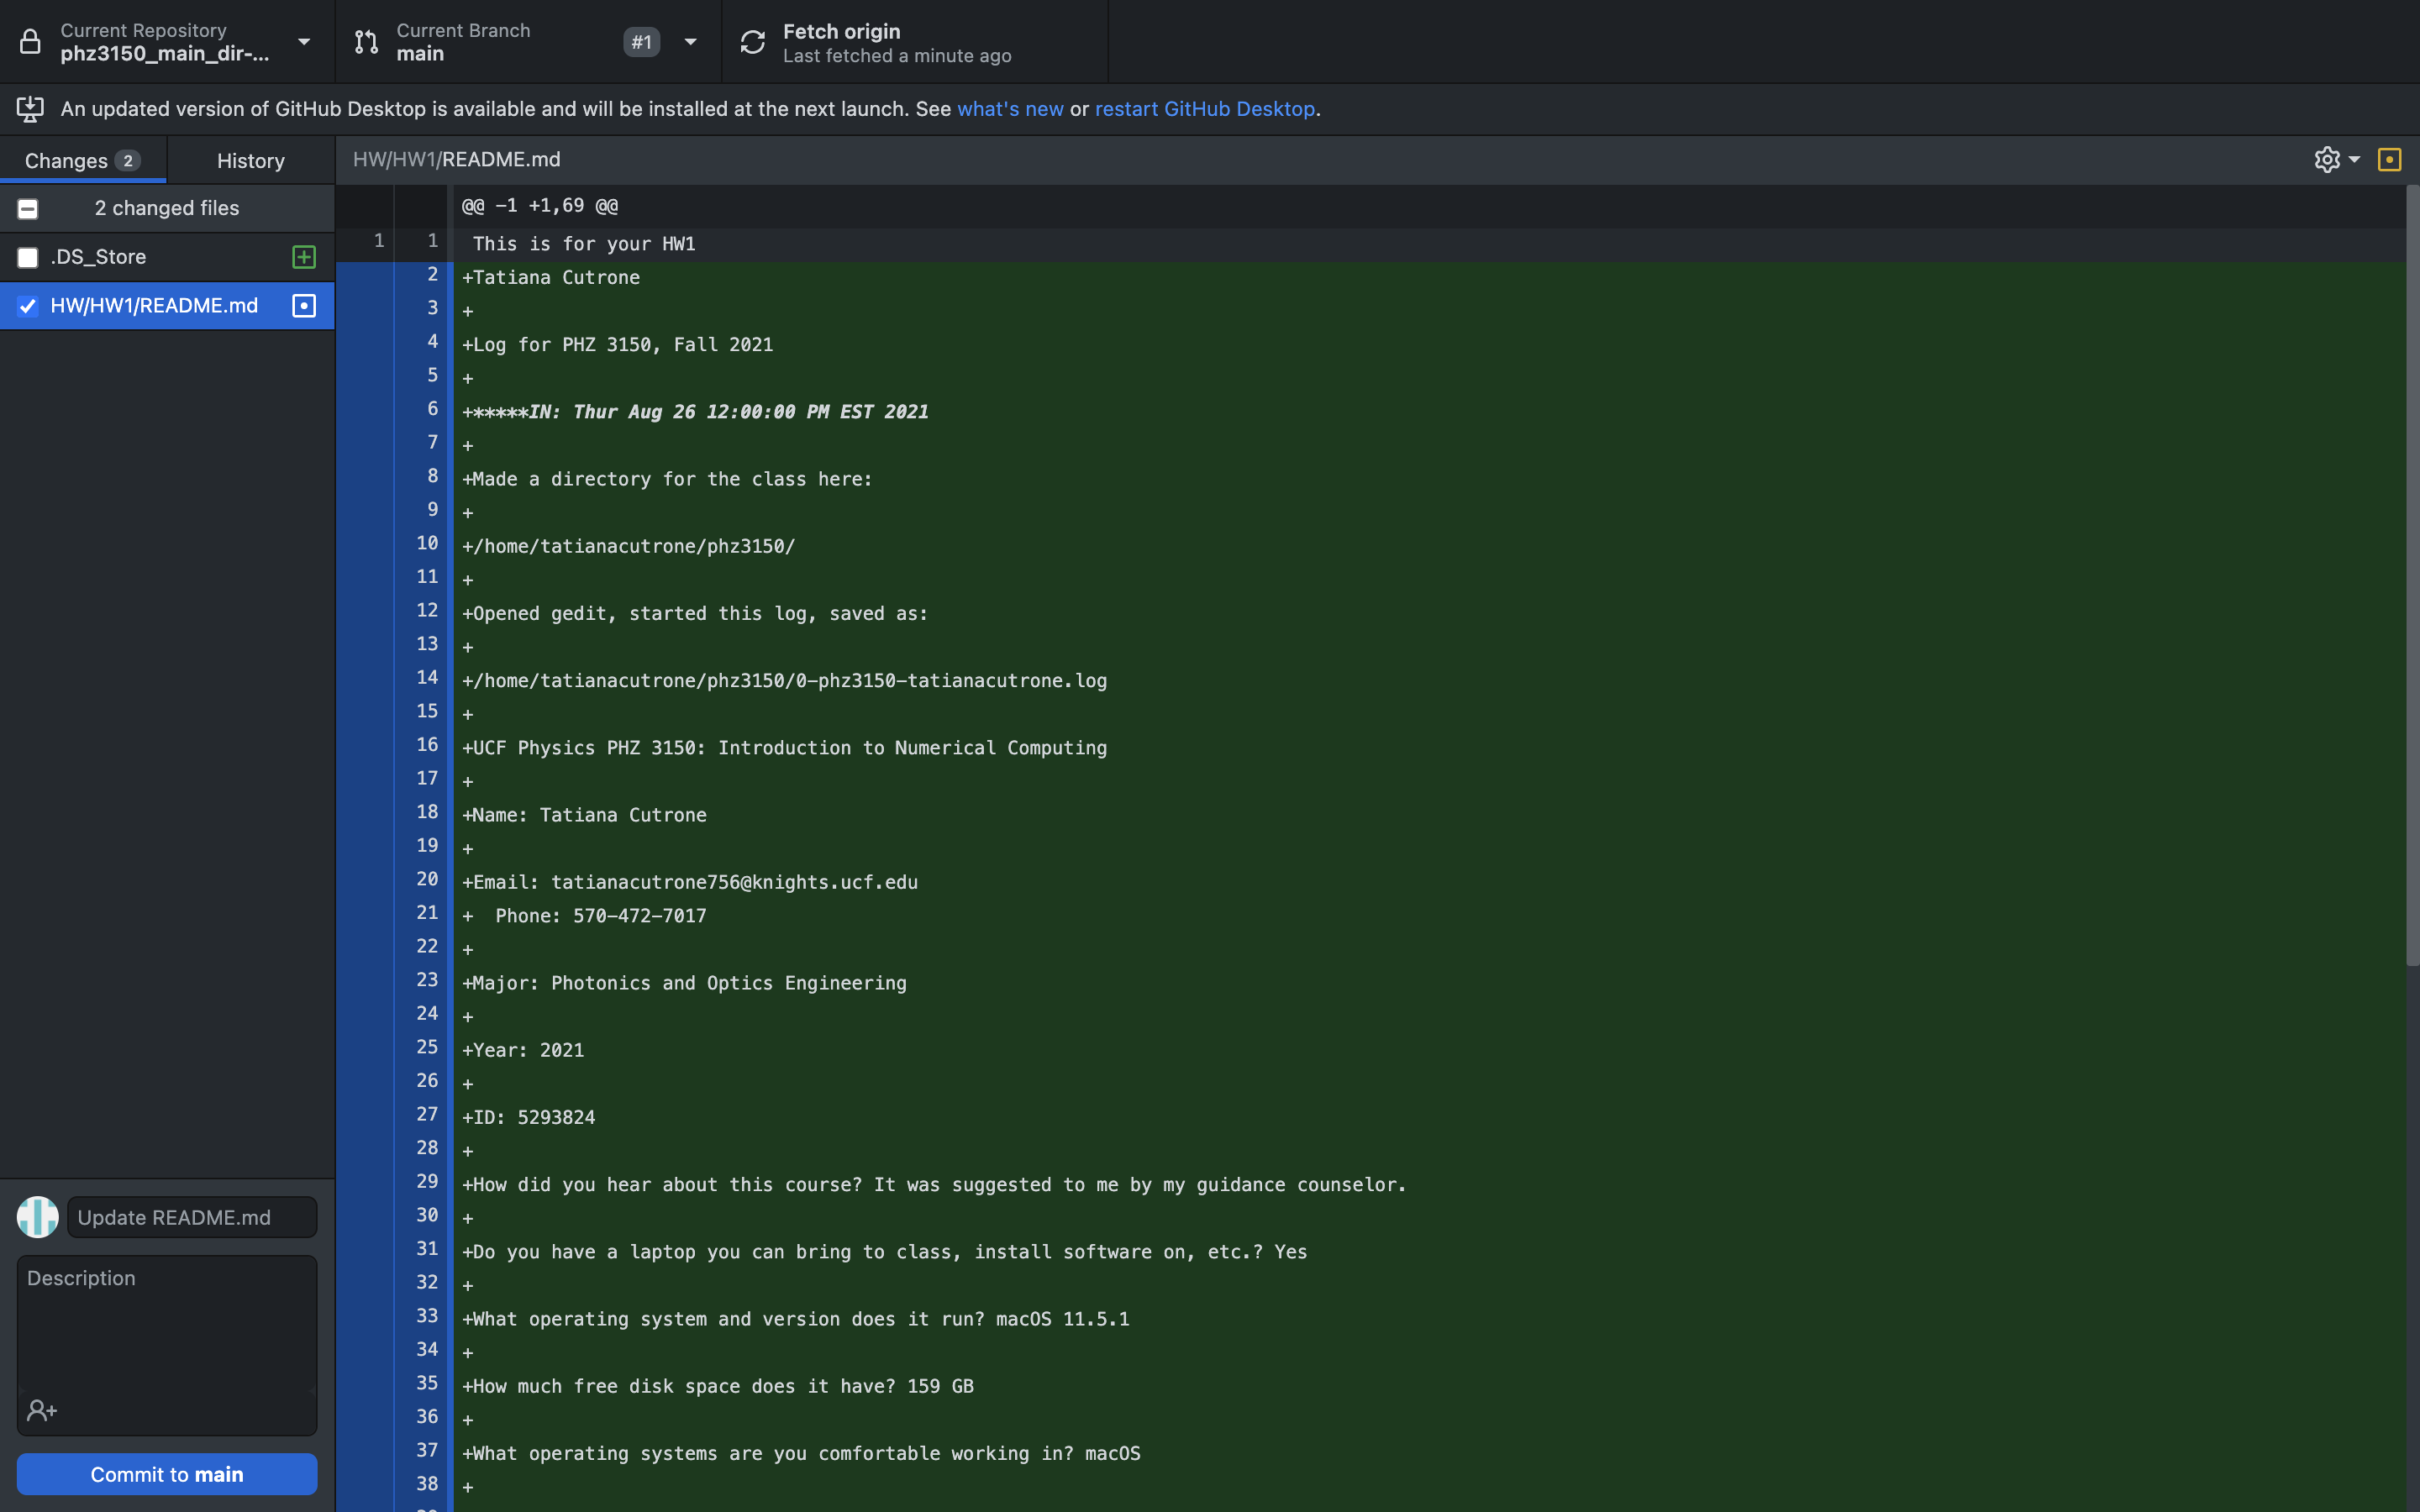 Current Repository
phz3150_main_dir-...
Current Branch
main
#1
Fetch origin
Last fetched a minute ago
An updated version of GitHub Desktop is available and will be installed at the next launch. See what's new or restart GitHub Desktop.
Changes 2
History
HW/HW1/README.md
2 changed files
.DS_Store
HW/HW1/README.md
@@ -1 +1,69 @@
1 1 This is for your HW1
2 +Tatiana Cutrone
3 +
4 +Log for PHZ 3150, Fall 2021
5 +
6 +*****IN: Thur Aug 26 12:00:00 PM EST 2021
7 +
8 +Made a directory for the class here:
9 +
10 +/home/tatianacutrone/phz3150/
11 +
12 +Opened gedit, started this log, saved as:
13 +
14 +/home/tatianacutrone/phz3150/0-phz3150-tatianacutrone.log
15 +
16 +UCF Physics PHZ 3150: Introduction to Numerical Computing
17 +
18 +Name: Tatiana Cutrone
19 +
20 +Email: tatianacutrone756@knights.ucf.edu
21 +  Phone: 570-472-7017
22 +
23 +Major: Photonics and Optics Engineering
24 +
25 +Year: 2021
26 +
27 +ID: 5293824
28 +
29 +How did you hear about this course? It was suggested to me by my guidance counselor.
30 +
31 +Do you have a laptop you can bring to class, install software on, etc.? Yes
32 +
33 +What operating system and version does it run? macOS 11.5.1
34 +
35 +How much free disk space does it have? 159 GB
36 +
37 +What operating systems are you comfortable working in? macOS
38 +
Update README.md
Description
Commit to main